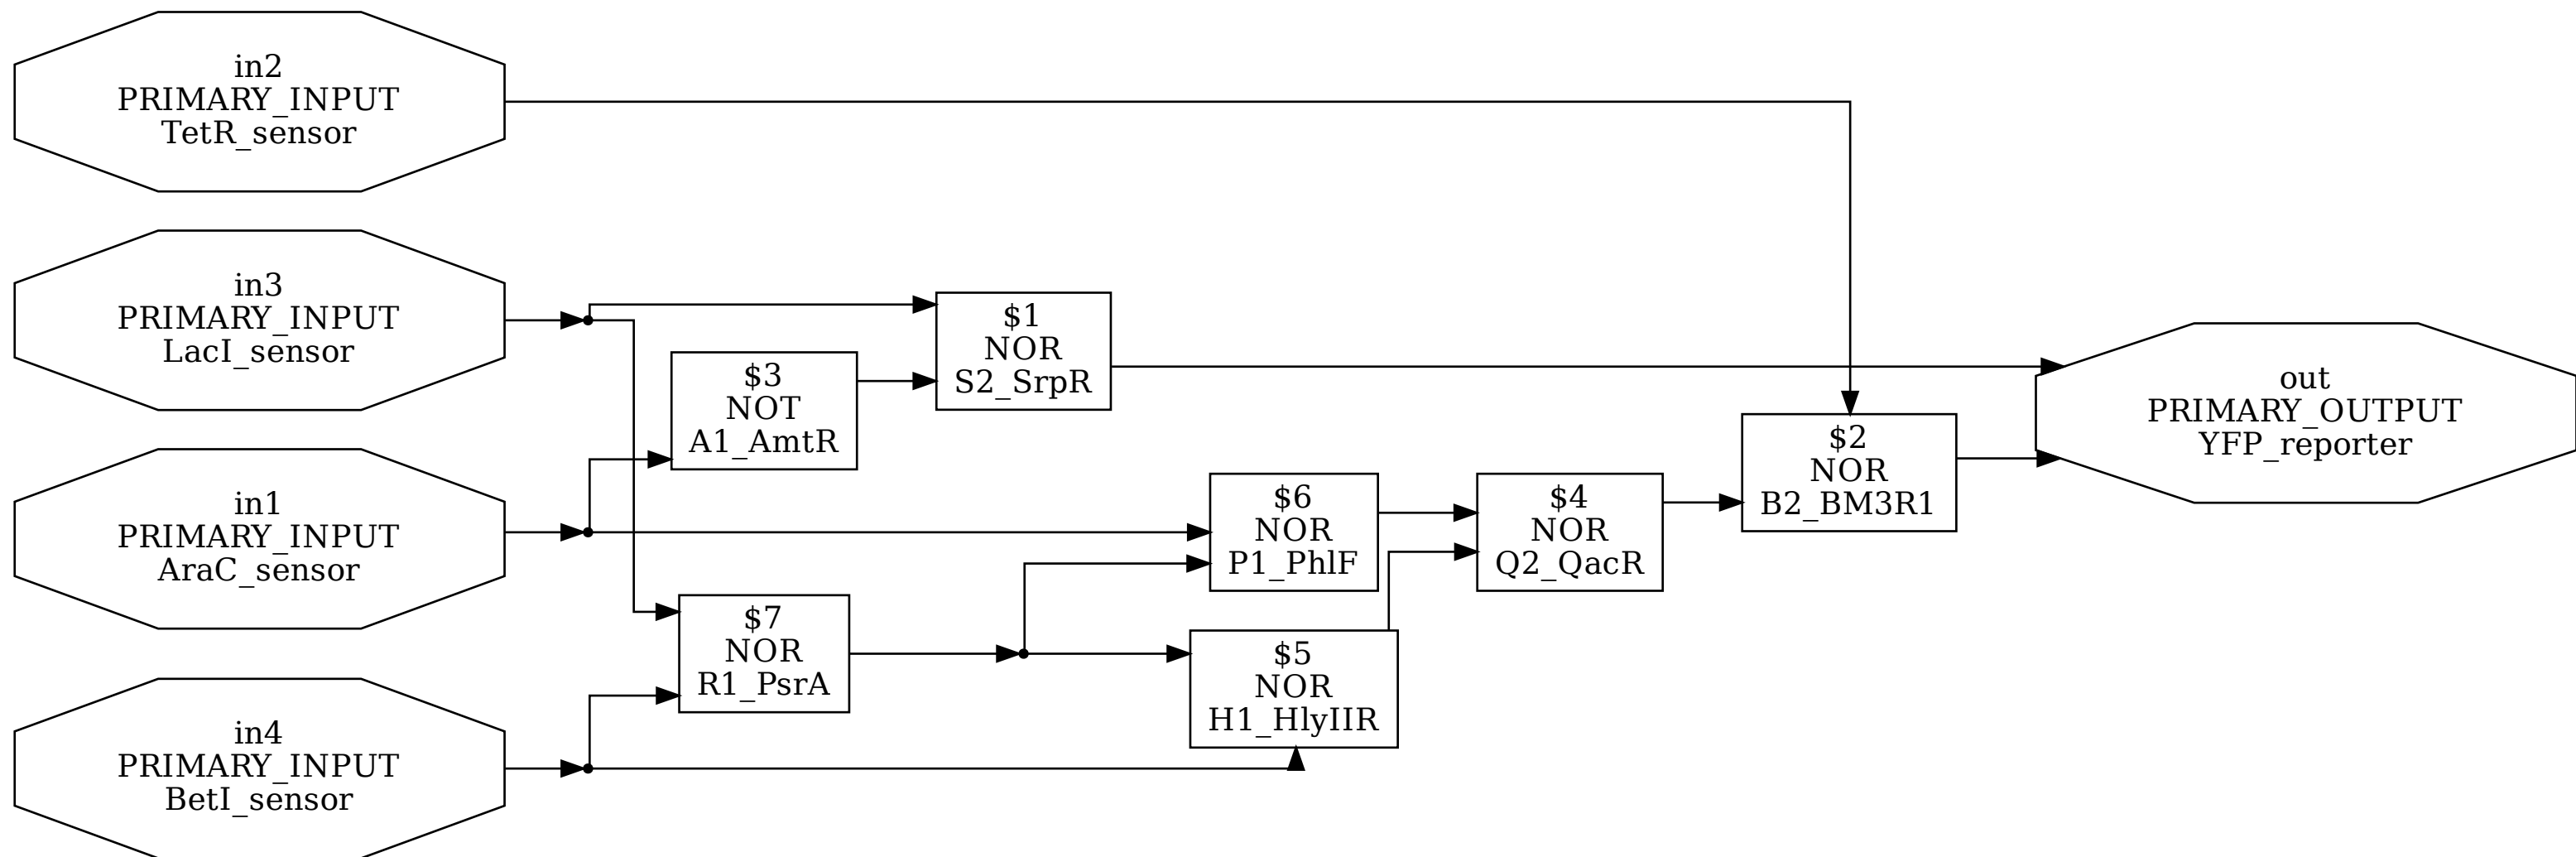 in2
PRIMARY_INPUT
TetR_sensor
in3
PRIMARY_INPUT
LacI_sensor
in1
PRIMARY_INPUT
AraC_sensor
in4
PRIMARY_INPUT
BetI_sensor
$3
NOT
A1_AmtR
$7
NOR
R1_PsrA
$1
NOR
S2_SrpR
$6
NOR
P1_PhlF
$5
NOR
H1_HlyIIR
$4
NOR
Q2_QacR
$2
NOR
B2_BM3R1
out
PRIMARY_OUTPUT
YFP_reporter